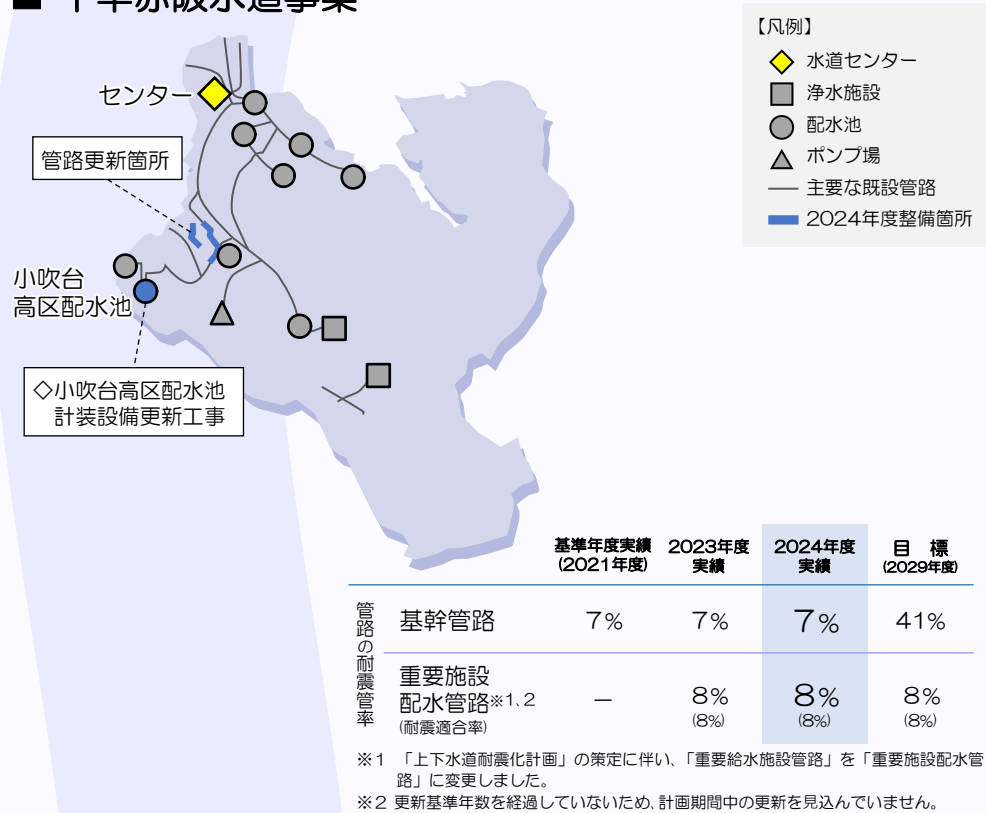 ■ 千早赤阪水道事業
【凡例】
水道センター
浄水施設
配水池
ポンプ場
主要な既設管路
2024年度整備箇所
センター
管路更新箇所
小吹台
高区配水池
◇小吹台高区配水池
計装設備更新工事
基準年度実績
(2021年度)
2023年度
実績
2024年度
実績
目 標
(2029年度)
管路の耐震管率
基幹管路 7% 7% 7% 41%
重要施設
配水管路※1、2
(耐震適合率)
－ 8% 8% 8%
(8%) (8%) (8%)
※1 「上下水道耐震化計画」の策定に伴い、「重要給水施設管路」を「重要施設配水管
路」に変更しました。
※2 更新基準年数を経過していないため、計画期間中の更新を見込んでいません。